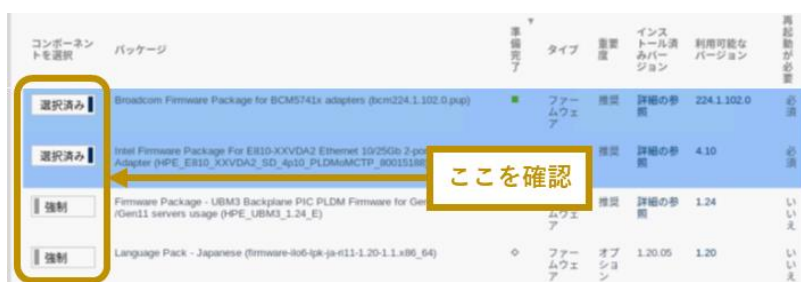 コンポーネン
トを選択
パッケージ
準
備
完
了
タイプ
重要
度
インス
トール済
みバー
ジョン
利用可能な
バージョン
再
起
動
が
必
要
選択済み
Broadcom Firmware Package for BCM5741x adapters (bcm224.1.102.0.pup)
ファー
ムウェ
ア
推奨
詳細の参
照
224.1.102.0
必
須
選択済み
Intel Firmware Package For E810-XXVDA2 Ethernet 10/25Gb 2-por
Adapter (HPE_E810_XXVDA2_SD_4p10_PLDMoMCTP_80015188
推奨
詳細の参
照
4.10
必
須
ここを確認
強制
Firmware Package - UBM3 Backplane PIC PLDM Firmware for Gen
/Gen11 servers usage (HPE_UBM3_1.24_E)
ムウェ
ア
推奨
詳細の参
照
1.24
い
い
え
強制
Language Pack - Japanese (firmware-ilo6-lpk-ja-ri11-1.20-1.1.x86_64)
ファー
ムウェ
ア
オプ
ショ
ン
1.20.05
1.20
い
い
え